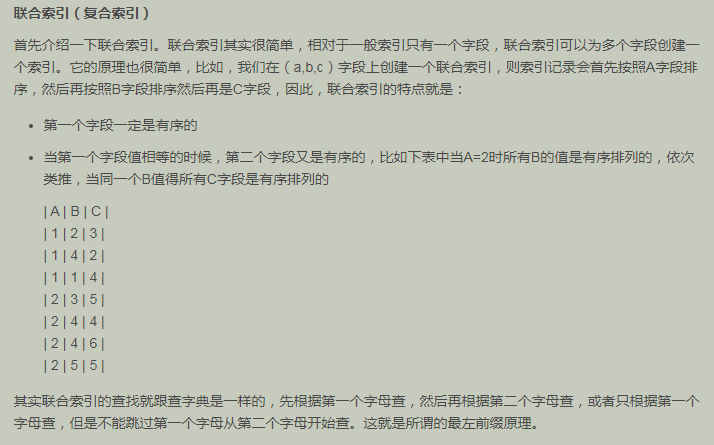 联合索引（复合索引）
首先介绍一下联合索引。联合索引其实很简单，相对于一般索引只有一个字段，联合索引可以为多个字段创建一
个索引。它的原理也很简单，比如，我们在（a,b,c）字段上创建一个联合索引，则索引记录会首先按照A字段排
序，然后再按照B字段排序然后再是C字段，因此，联合索引的特点就是：
• 第一个字段一定是有序的
• 当第一个字段值相等的时候，第二个字段又是有序的，比如下表中当A=2时所有B的值是有序排列的，依次
类推，当同一个B值得所有C字段是有序排列的
| A | B | C |
| 1 | 2 | 3 |
| 1 | 4 | 2 |
| 1 | 1 | 4 |
| 2 | 3 | 5 |
| 2 | 4 | 4 |
| 2 | 4 | 6 |
| 2 | 5 | 5 |
其实联合索引的查找就跟查字典是一样的，先根据第一个字母查，然后再根据第二个字母查，或者只根据第一个
字母查，但是不能跳过第一个字母从第二个字母开始查。这就是所谓的最左前缀原理。